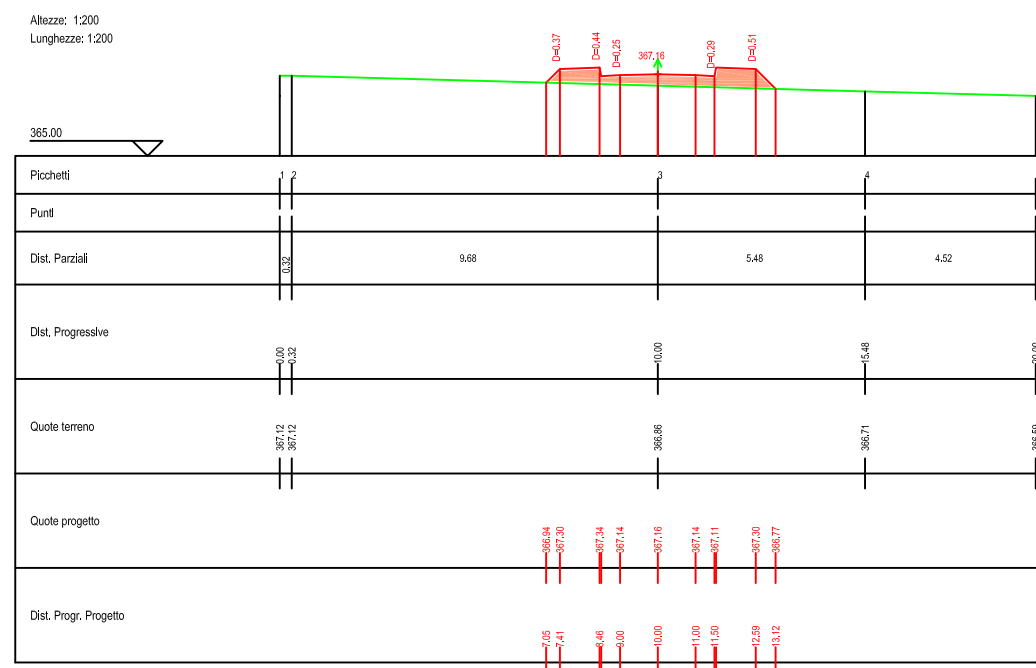 Altezze: 1:200
Lunghezze: 1:200
D=0.37
D=0.44
D=0.25
367.16
D=0.29
D=0.51
365.00
Picchetti
1 2 3 4
Punti
Dist. Parziali
0.32 9.68 5.48 4.52
Dist. Progressive
0.00 0.32 10.00 15.48
Quote terreno
367.12 367.12 366.86 366.71
Quote progetto
366.94 367.30 367.34 367.14 367.16 367.14 367.11 367.30 366.77
Dist. Progr. Progetto
7.05 7.41 8.46 9.00 10.00 11.00 11.50 12.59 13.12